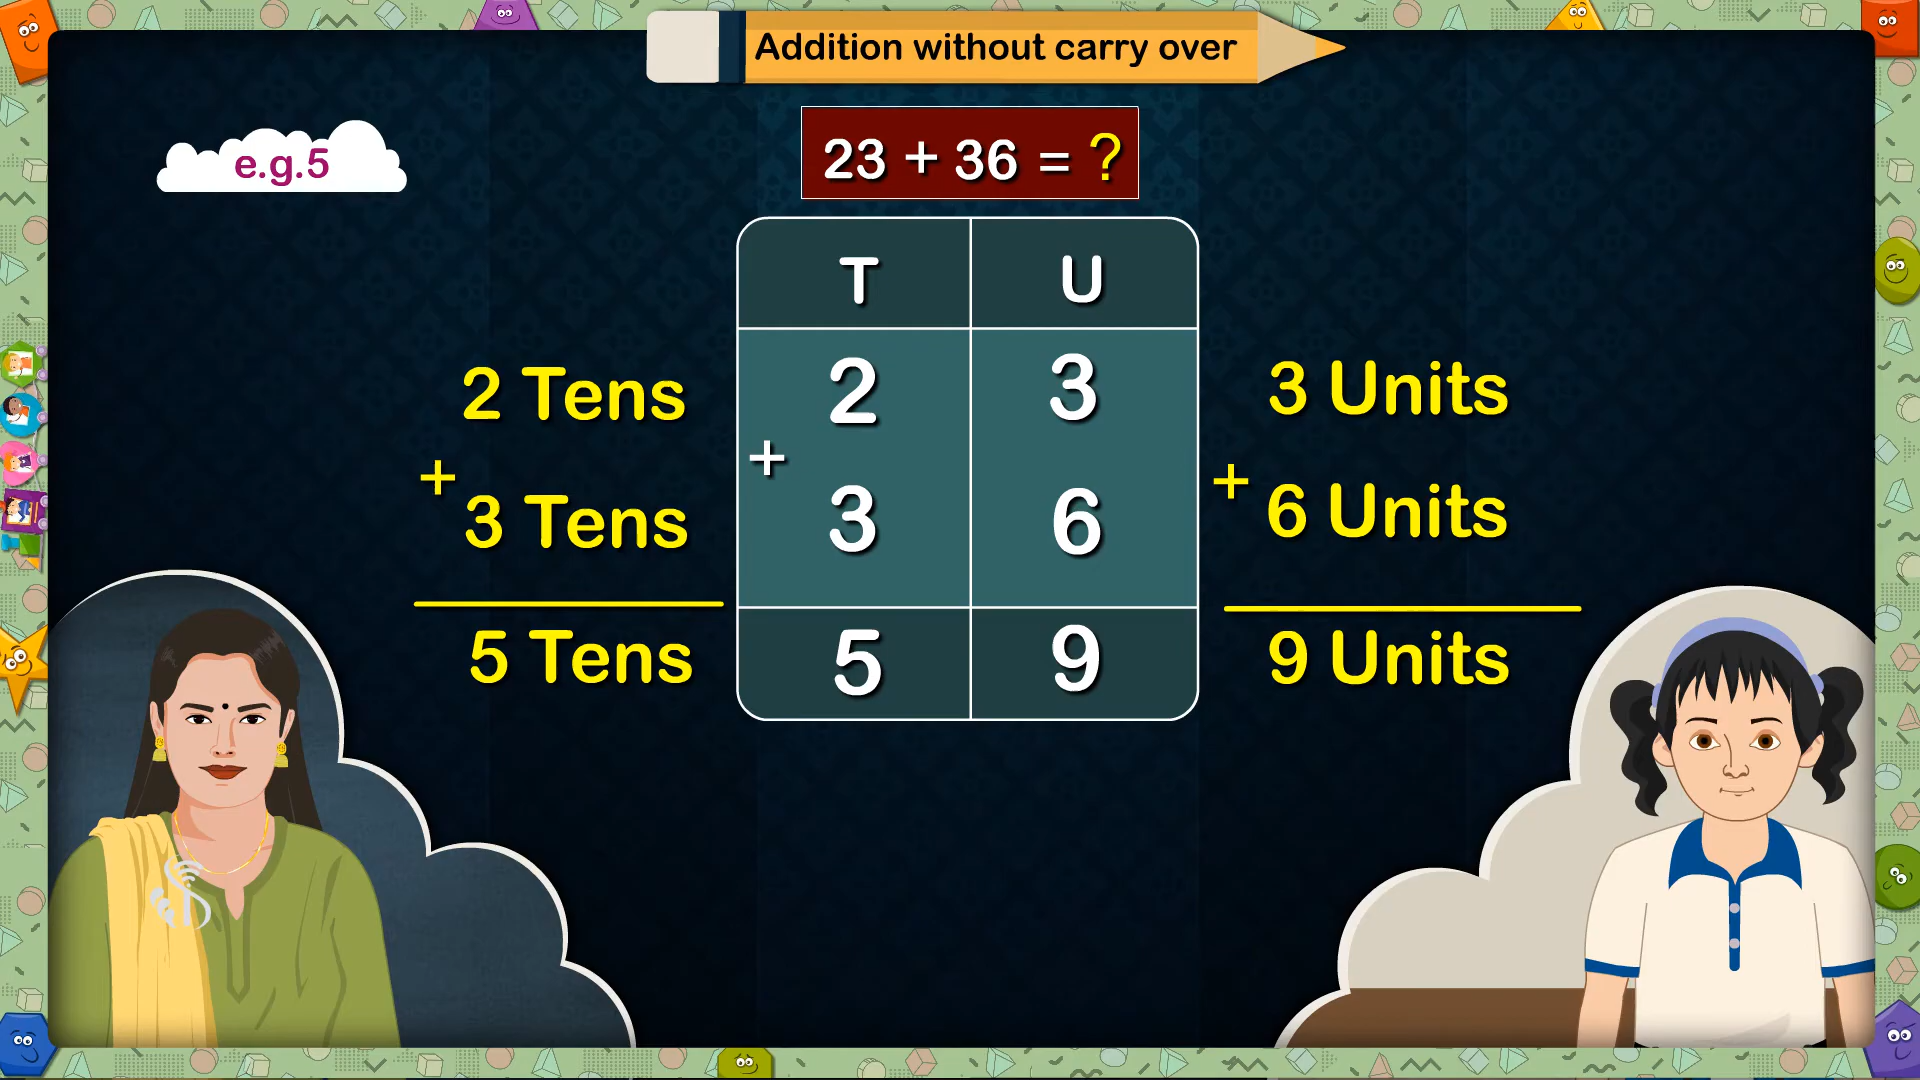 Addition without carry over
e.g.5
23 + 36 = ?
T U
2 Tens
+
3 Tens
5 Tens
2 3
+
3 6
5 9
3 Units
+
6 Units
9 Units